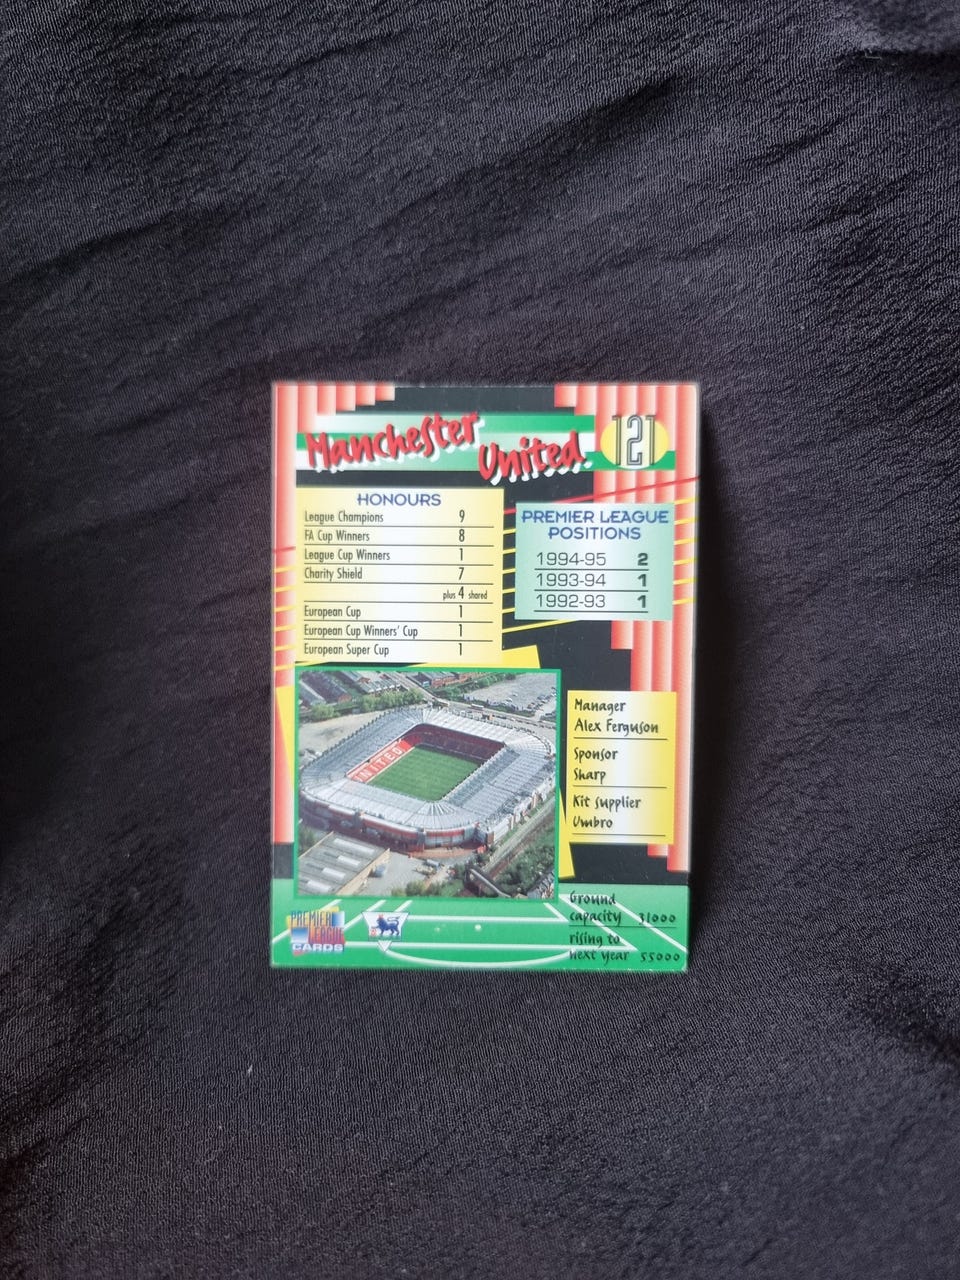 Manchester
United
121
HONOURS
League Champions 9
FA Cup Winners 8
League Cup Winners 1
Charity Shield 7
plus 4 shared
European Cup 1
European Cup Winners' Cup 1
European Super Cup 1
PREMIER LEAGUE
POSITIONS
1994-95 2
1993-94 1
1992-93 1
UNITED
Manager
Alex Ferguson
Sponsor
Sharp
Kit Supplier
Umbro
Ground
capacity 31000
rising to
next year 55000
PREMIER
LEAGUE
CARDS